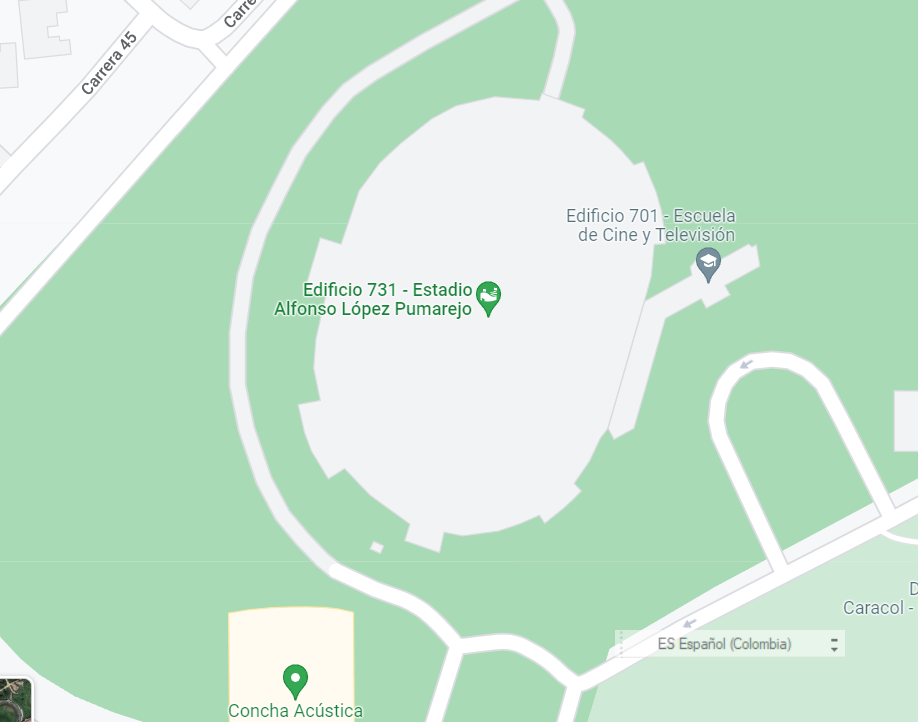 Carrera 45
Carre
Edificio 701 - Escuela
de Cine y Televisión
Edificio 731 - Estadio
Alfonso López Pumarejo
D
Caracol -
ES Español (Colombia)
Concha Acústica